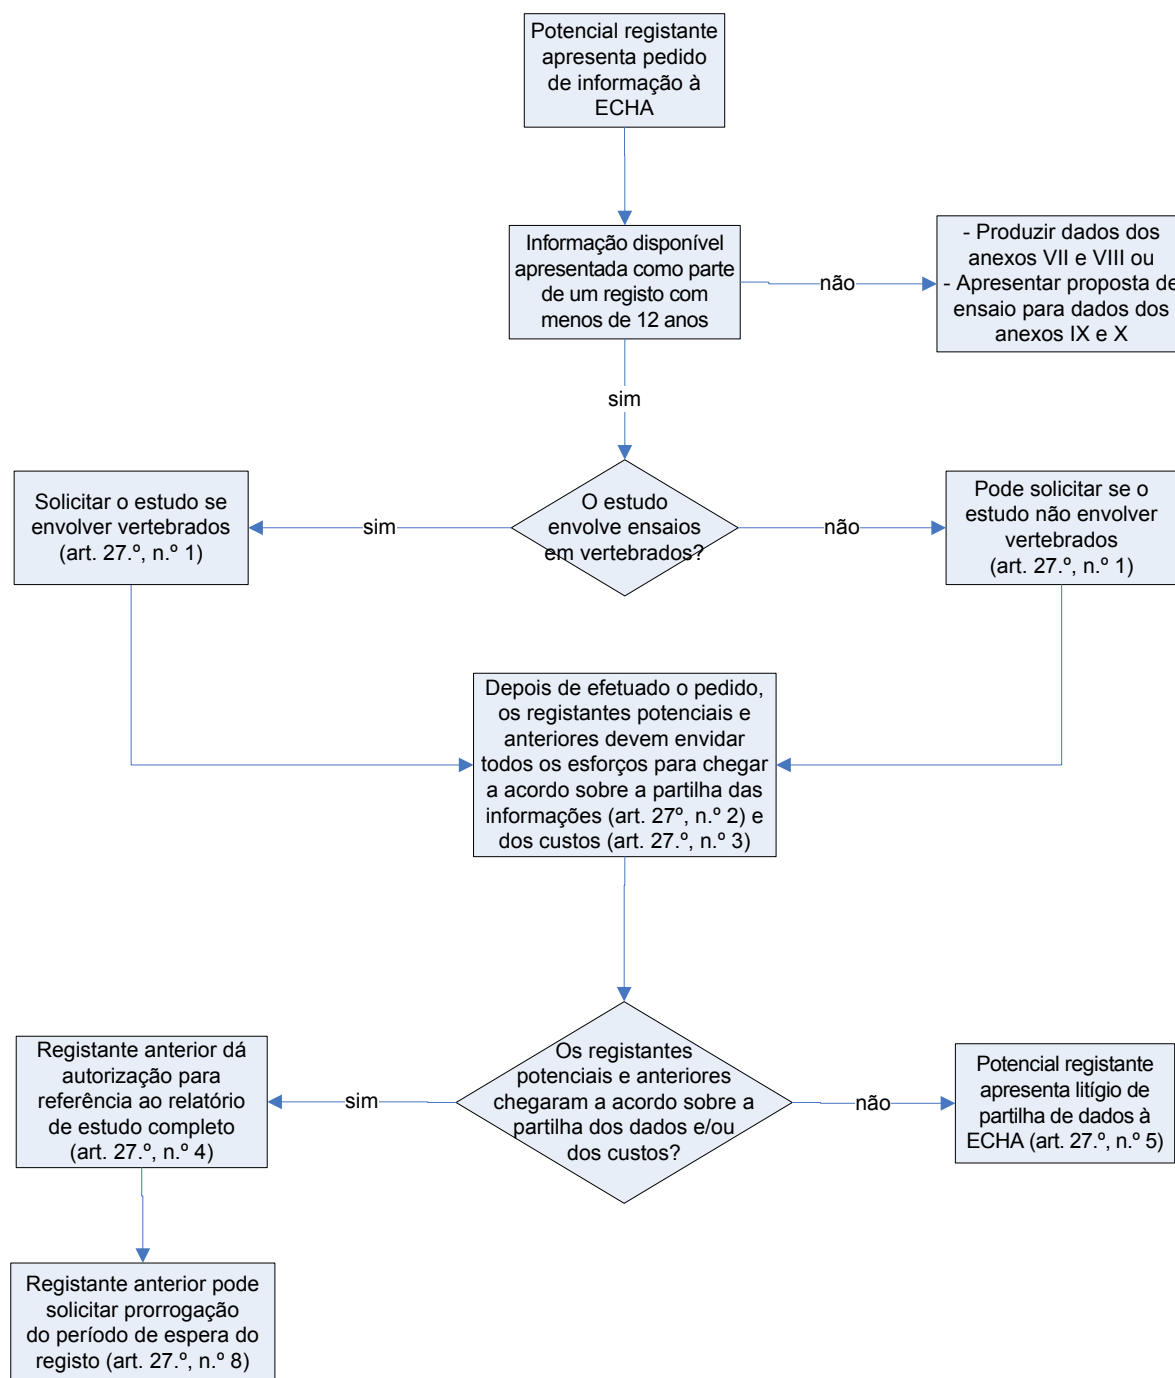 Potencial registante
apresenta pedido
de informação à
ECHA
Informação disponível
apresentada como parte
de um registo com
menos de 12 anos
não
- Produzir dados dos
anexos VII e VIII ou
- Apresentar proposta de
ensaio para dados dos
anexos IX e X
sim
O estudo
envolve ensaios
em vertebrados?
sim
Solicitar o estudo se
envolver vertebrados
(art. 27.º, n.º 1)
não
Pode solicitar se o
estudo não envolver
vertebrados
(art. 27.º, n.º 1)
Depois de efetuado o pedido,
os registantes potenciais e
anteriores devem envidar
todos os esforços para chegar
a acordo sobre a partilha das
informações (art. 27º, n.º 2) e
dos custos (art. 27.º, n.º 3)
Os registantes
potenciais e anteriores
chegaram a acordo sobre a
partilha dos dados e/ou
dos custos?
sim
Registante anterior dá
autorização para
referência ao relatório
de estudo completo
(art. 27.º, n.º 4)
não
Potencial registante
apresenta litígio de
partilha de dados à
ECHA (art. 27.º, n.º 5)
Registante anterior pode
solicitar prorrogação
do período de espera do
registo (art. 27.º, n.º 8)